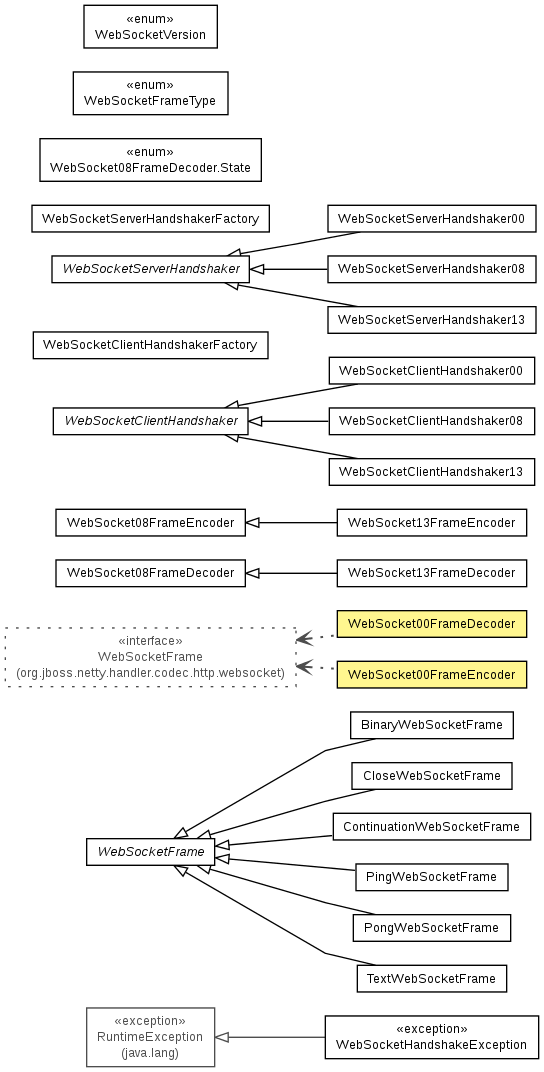 «enum»
WebSocketVersion
«enum»
WebSocketFrameType
«enum»
WebSocket08FrameDecoder.State
WebSocketServerHandshakerFactory
WebSocketServerHandshaker00
WebSocketServerHandshaker
WebSocketServerHandshaker08
WebSocketServerHandshaker13
WebSocketClientHandshakerFactory
WebSocketClientHandshaker00
WebSocketClientHandshaker
WebSocketClientHandshaker08
WebSocketClientHandshaker13
WebSocket08FrameEncoder
WebSocket13FrameEncoder
WebSocket08FrameDecoder
WebSocket13FrameDecoder
WebSocket00FrameDecoder
«interface»
WebSocketFrame
(org.jboss.netty.handler.codec.http.websocket)
WebSocket00FrameEncoder
BinaryWebSocketFrame
CloseWebSocketFrame
ContinuationWebSocketFrame
WebSocketFrame
PingWebSocketFrame
PongWebSocketFrame
TextWebSocketFrame
«exception»
RuntimeException
(java.lang)
«exception»
WebSocketHandshakeException